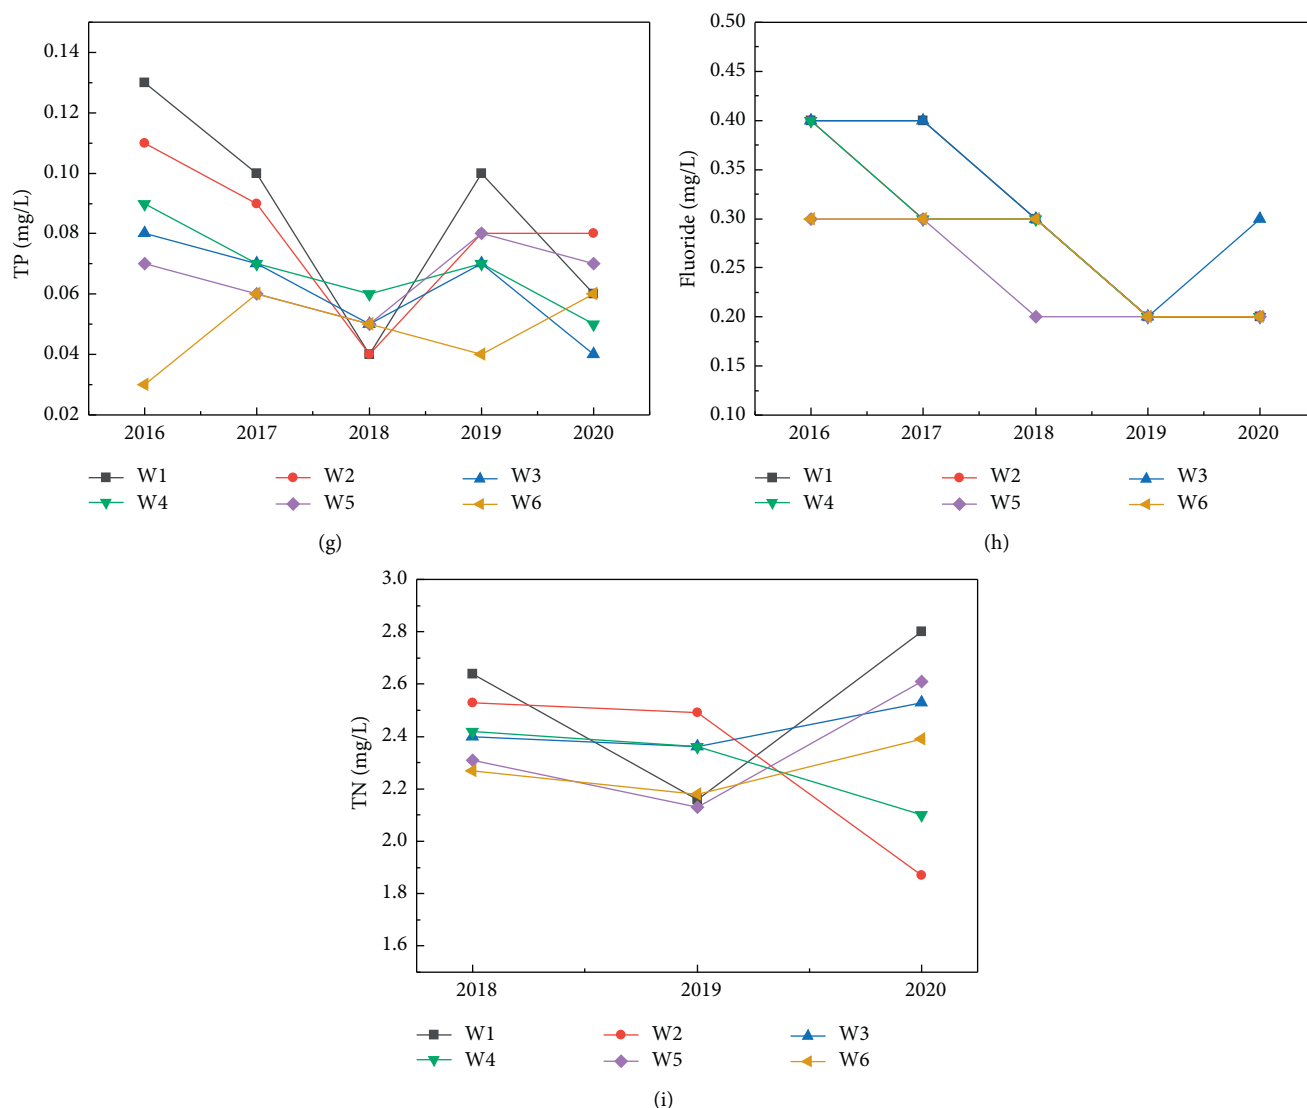 0.14
0.12
0.10
0.08
0.06
0.04
0.02
TP (mg/L)
2016 2017 2018 2019 2020
W1 W2 W3
W4 W5 W6
(g)
0.50
0.45
0.40
0.35
0.30
0.25
0.20
0.15
0.10
Fluoride (mg/L)
2016 2017 2018 2019 2020
W1 W2 W3
W4 W5 W6
(h)
3.0
2.8
2.6
2.4
2.2
2.0
1.8
1.6
TN (mg/L)
2018 2019 2020
W1 W2 W3
W4 W5 W6
(i)